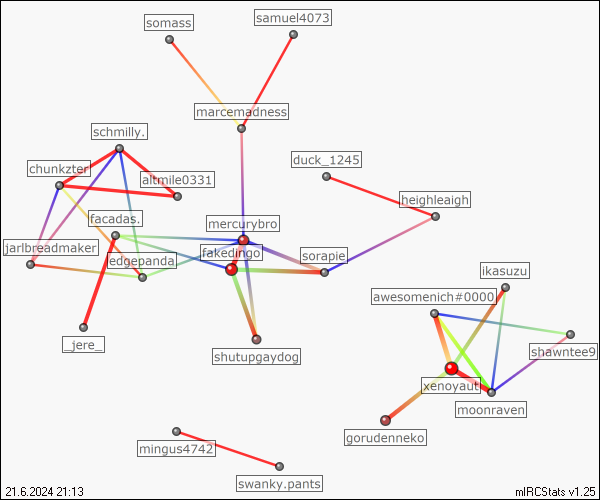 somass
samuel4073
marcemadness
schmilly.
duck_1245
chunkzter
altmile0331
heighleaigh
facadas.
mercurybro
jarlbreadmaker
edgepanda
fakedingo
sorapie
ikasuzu
awesomenich#0000
_jere_
shutupgaydog
shawntee9
xenoyaut
moonraven
gorudenneko
mingus4742
swanky.pants
21.6.2024 21:13
mIRCStats v1.25